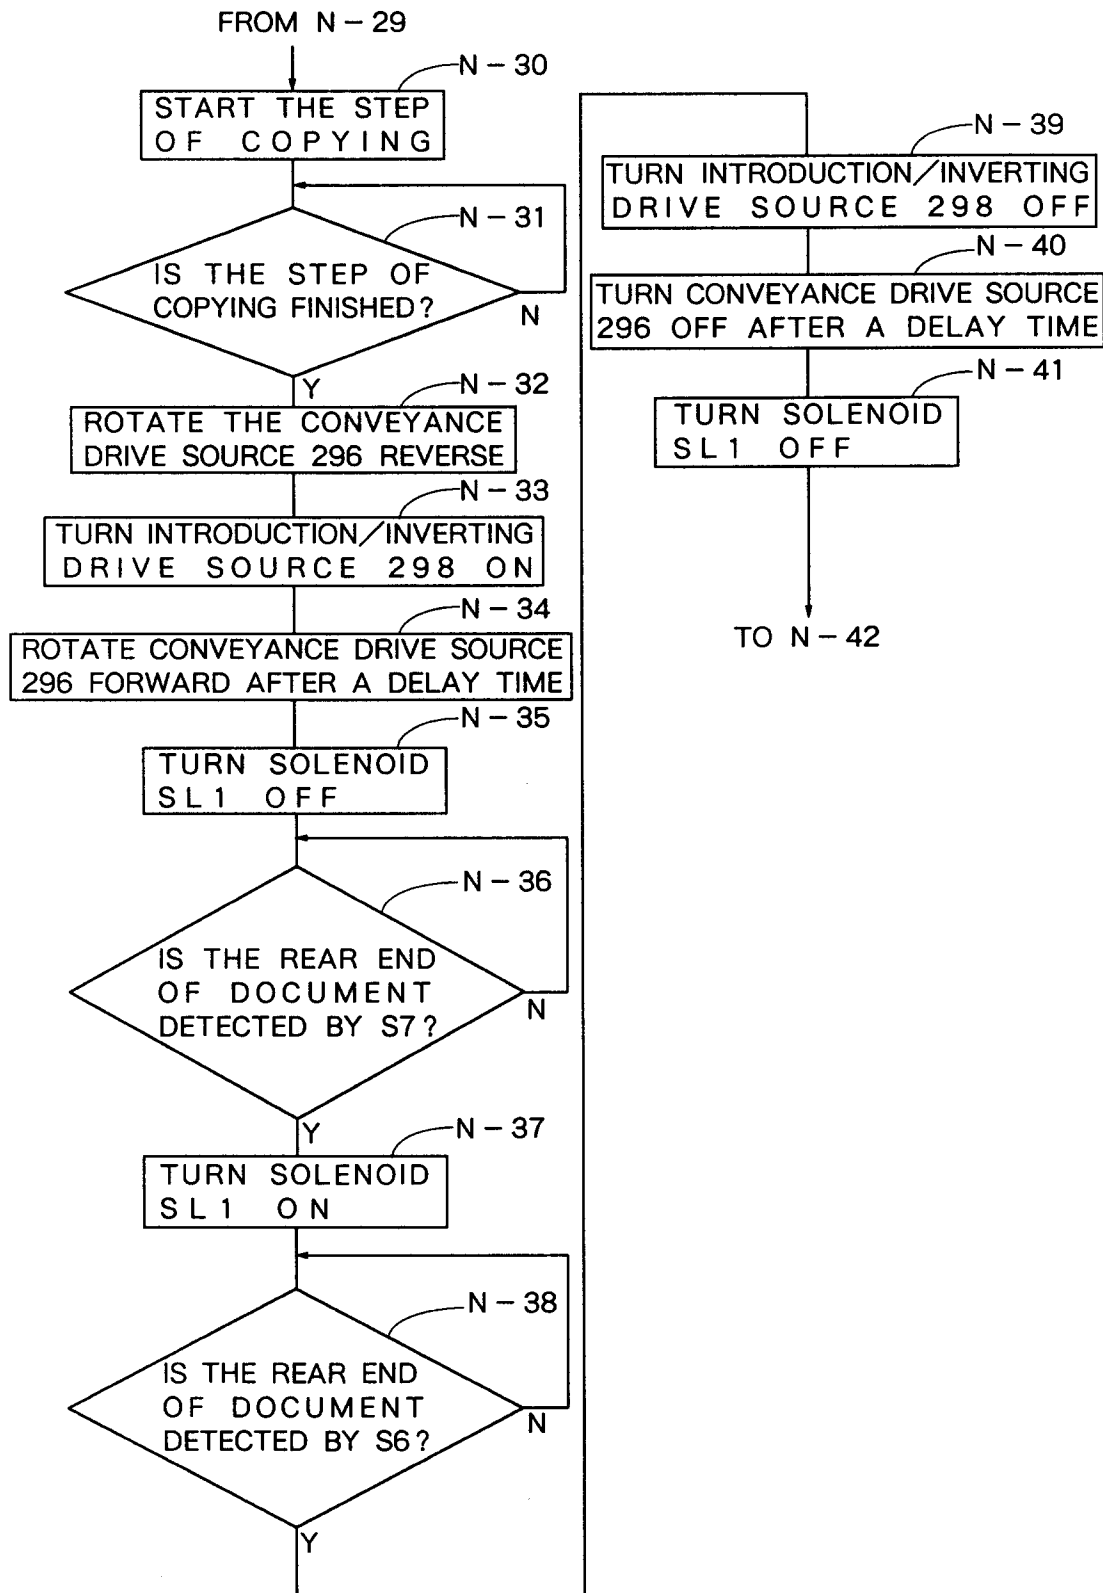 FROM N-29
N-30
START THE STEP
OF COPYING
N-31
IS THE STEP OF
COPYING FINISHED?
N
Y
N-32
ROTATE THE CONVEYANCE
DRIVE SOURCE 296 REVERSE
N-33
TURN INTRODUCTION/INVERTING
DRIVE SOURCE 298 ON
N-34
ROTATE CONVEYANCE DRIVE SOURCE
296 FORWARD AFTER A DELAY TIME
N-35
TURN SOLENOID
SL1 OFF
N-36
IS THE REAR END
OF DOCUMENT
DETECTED BY S7?
N
Y
N-37
TURN SOLENOID
SL1 ON
N-38
IS THE REAR END
OF DOCUMENT
DETECTED BY S6?
N
Y
N-39
TURN INTRODUCTION/INVERTING
DRIVE SOURCE 298 OFF
N-40
TURN CONVEYANCE DRIVE SOURCE
296 OFF AFTER A DELAY TIME
N-41
TURN SOLENOID
SL1 OFF
TO N-42